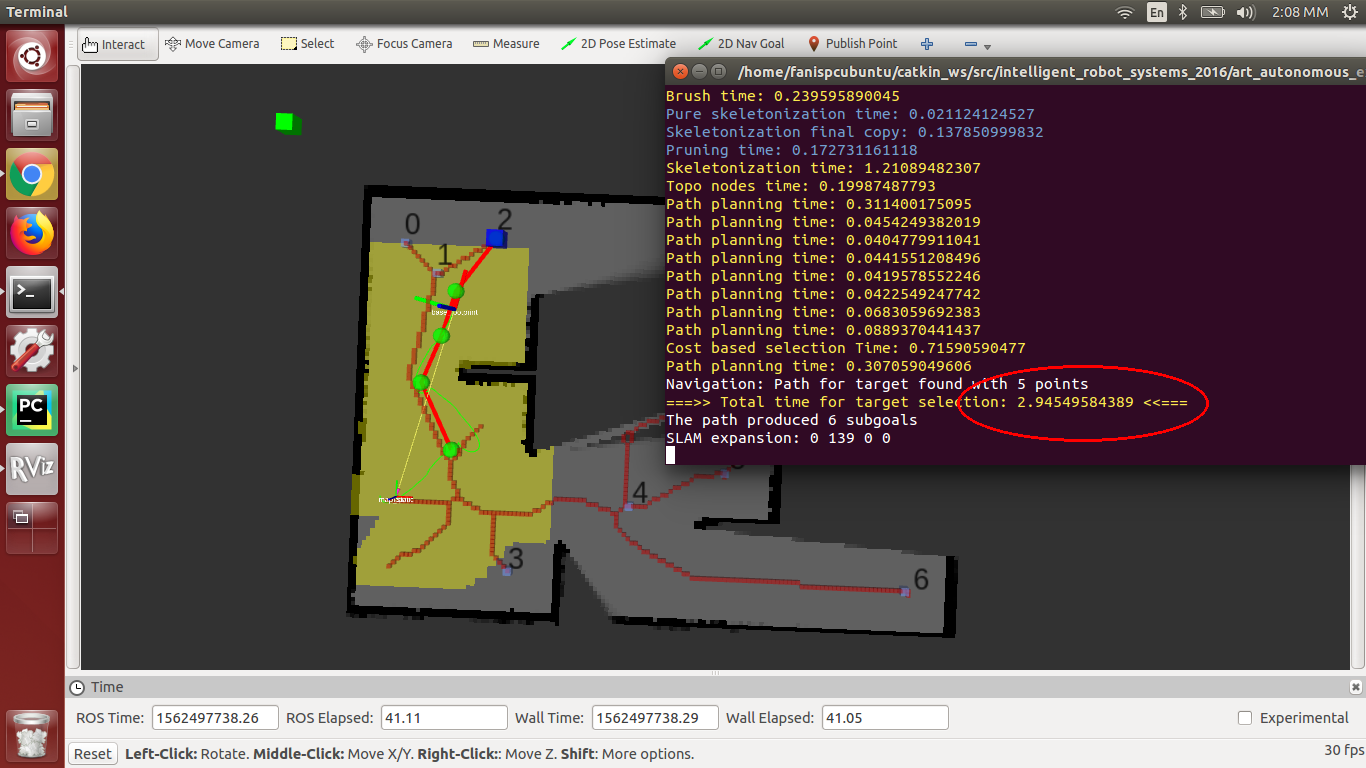 Terminal
En
2:08 MM
Interact
Move Camera
Select
Focus Camera
Measure
2D Pose Estimate
2D Nav Goal
Publish Point
/home/fanispcubuntu/catkin_ws/src/intelligent_robot_systems_2016/art_autonomous_e
Brush time: 0.239595890045
Pure skeletonization time: 0.021124124527
Skeletonization final copy: 0.137850999832
Pruning time: 0.172731161118
Skeletonization time: 1.21089482307
Topo nodes time: 0.19987487793
Path planning time: 0.311400175095
Path planning time: 0.0454249382019
Path planning time: 0.0404779911041
Path planning time: 0.0441551208496
Path planning time: 0.0419578552246
Path planning time: 0.0422549247742
Path planning time: 0.0683059692383
Path planning time: 0.0889370441437
Cost based selection Time: 0.71590590477
Path planning time: 0.307059049606
Navigation: Path for target found with 5 points
===>> Total time for target selection: 2.94549584389 <<===
The path produced 6 subgoals
SLAM expansion: 0 139 0 0
0
2
1
4
3
6
PC
RViz
Time
ROS Time: 1562497738.26 ROS Elapsed: 41.11 Wall Time: 1562497738.29 Wall Elapsed: 41.05 Experimental
Reset Left-Click: Rotate. Middle-Click: Move X/Y. Right-Click:: Move Z. Shift: More options. 30 fps